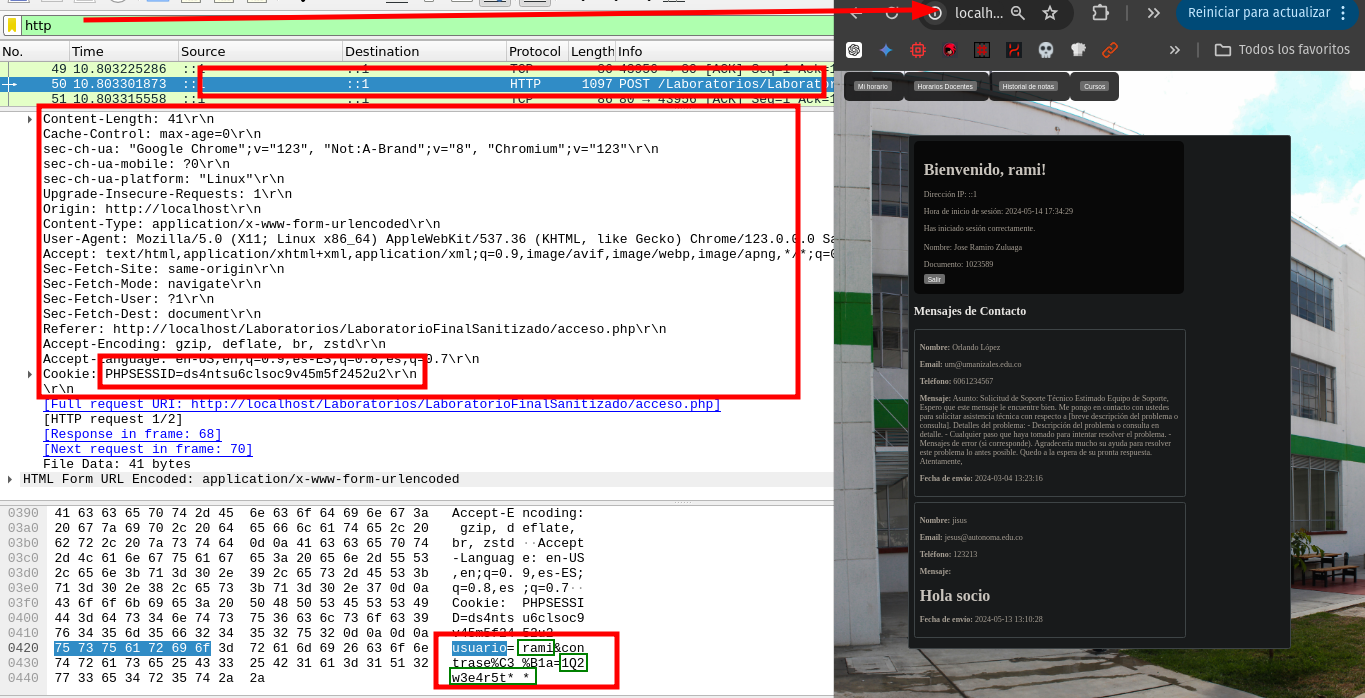 http
No. Time Source Destination Protocol Length Info
49 10.803225286 ::1 ::1 TCP 86 43956 → 80 [ACK] Seq=1 Ack=1
50 10.803301873 ::1 ::1 HTTP 1097 POST /Laboratorios/Laborator
51 10.803315558 ::1 ::1 TCP 86 80 → 43956 [ACK] Seq=1 Ack=1
Content-Length: 41\r\n
Cache-Control: max-age=0\r\n
sec-ch-ua: "Google Chrome";v="123", "Not:A-Brand";v="8", "Chromium";v="123"\r\n
sec-ch-ua-mobile: ?0\r\n
sec-ch-ua-platform: "Linux"\r\n
Upgrade-Insecure-Requests: 1\r\n
Origin: http://localhost\r\n
Content-Type: application/x-www-form-urlencoded\r\n
User-Agent: Mozilla/5.0 (X11; Linux x86_64) AppleWebKit/537.36 (KHTML, like Gecko) Chrome/123.0.0.0 Sa
Accept: text/html,application/xhtml+xml,application/xml;q=0.9,image/avif,image/webp,image/apng,*/*;q=0
Sec-Fetch-Site: same-origin\r\n
Sec-Fetch-Mode: navigate\r\n
Sec-Fetch-User: ?1\r\n
Sec-Fetch-Dest: document\r\n
Referer: http://localhost/Laboratorios/LaboratorioFinalSanitizado/acceso.php\r\n
Accept-Encoding: gzip, deflate, br, zstd\r\n
Accept-Language: en-US,en;q=0.9,es-ES;q=0.8,es;q=0.7\r\n
Cookie: PHPSESSID=ds4ntsu6clsoc9v45m5f2452u2\r\n
\r\n
[Full request URI: http://localhost/Laboratorios/LaboratorioFinalSanitizado/acceso.php]
[HTTP request 1/2]
[Response in frame: 68]
[Next request in frame: 70]
File Data: 41 bytes
HTML Form URL Encoded: application/x-www-form-urlencoded
0390 41 63 63 65 70 74 2d 45 6e 63 6f 64 69 6e 67 3a Accept-E ncoding:
03a0 20 67 7a 69 70 2c 20 64 65 66 6c 61 74 65 2c 20 gzip, d eflate,
03b0 62 72 2c 20 7a 73 74 64 0d 0a 41 63 63 65 70 74 br, zstd ··Accept
03c0 2d 4c 61 6e 67 75 61 67 65 3a 20 65 6e 2d 55 53 -Languag e: en-US
03d0 2c 65 6e 3b 71 3d 30 2e 39 2c 65 73 2d 45 53 3b ,en;q=0. 9,es-ES;
03e0 71 3d 30 2e 38 2c 65 73 3b 71 3d 30 2e 37 0d 0a q=0.8,es ;q=0.7··
03f0 43 6f 6f 6b 69 65 3a 20 50 48 50 53 45 53 53 49 Cookie: PHPSESSI
0400 44 3d 64 73 34 6e 74 73 75 36 63 6c 73 6f 63 39 D=ds4nts u6clsoc9
0410 76 34 35 6d 35 66 32 34 35 32 75 32 0d 0a 0d 0a v45m5f24 52u2
0420 75 73 75 61 72 69 6f 3d 72 61 6d 69 26 63 6f 6e usuario= rami&con
0430 74 72 61 73 65 25 43 33 25 42 31 61 3d 31 51 32 trase%C3 %B1a=1Q2
0440 77 33 65 34 72 35 74 2a 2a w3e4r5t* *
localh...
Reiniciar para actualizar
Todos los favoritos
Mi horario Horarios Docentes Historial de notas Cursos
Bienvenido, rami!
Dirección IP: ::1
Hora de inicio de sesión: 2024-05-14 17:34:29
Has iniciado sesión correctamente.
Nombre: Jose Ramiro Zuluaga
Documento: 1023589
Salir
Mensajes de Contacto
Nombre: Orlando López
Email: um@umanizales.edu.co
Teléfono: 6061234567
Mensaje: Asunto: Solicitud de Soporte Técnico Estimado Equipo de Soporte,
Espero que este mensaje le encuentre bien. Me pongo en contacto con ustedes
para solicitar asistencia técnica con respecto a [breve descripción del problema o
consulta]. Detalles del problema: - Descripción del problema o consulta en
detalle. - Cualquier paso que haya tomado para intentar resolver el problema. -
Mensajes de error (si corresponde). Agradecería mucho su ayuda para resolver
este problema lo antes posible. Quedo a la espera de su pronta respuesta.
Atentamente,
Fecha de envío: 2024-03-04 13:23:16
Nombre: jisus
Email: jesus@autonoma.edu.co
Teléfono: 123213
Mensaje:
Hola socio
Fecha de envío: 2024-05-13 13:10:28